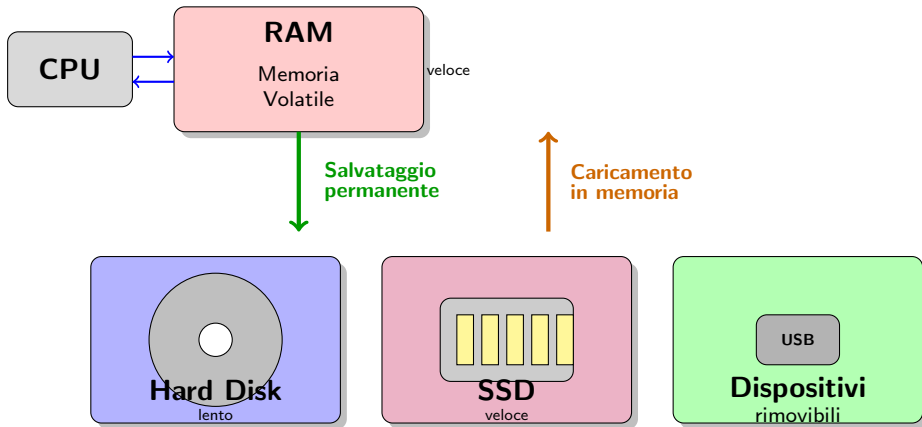 RAM
CPU
Memoria
Volatile
veloce
Salvataggio
permanente
Caricamento
in memoria
USB
Hard Disk
lento
SSD
veloce
Dispositivi
rimovibili